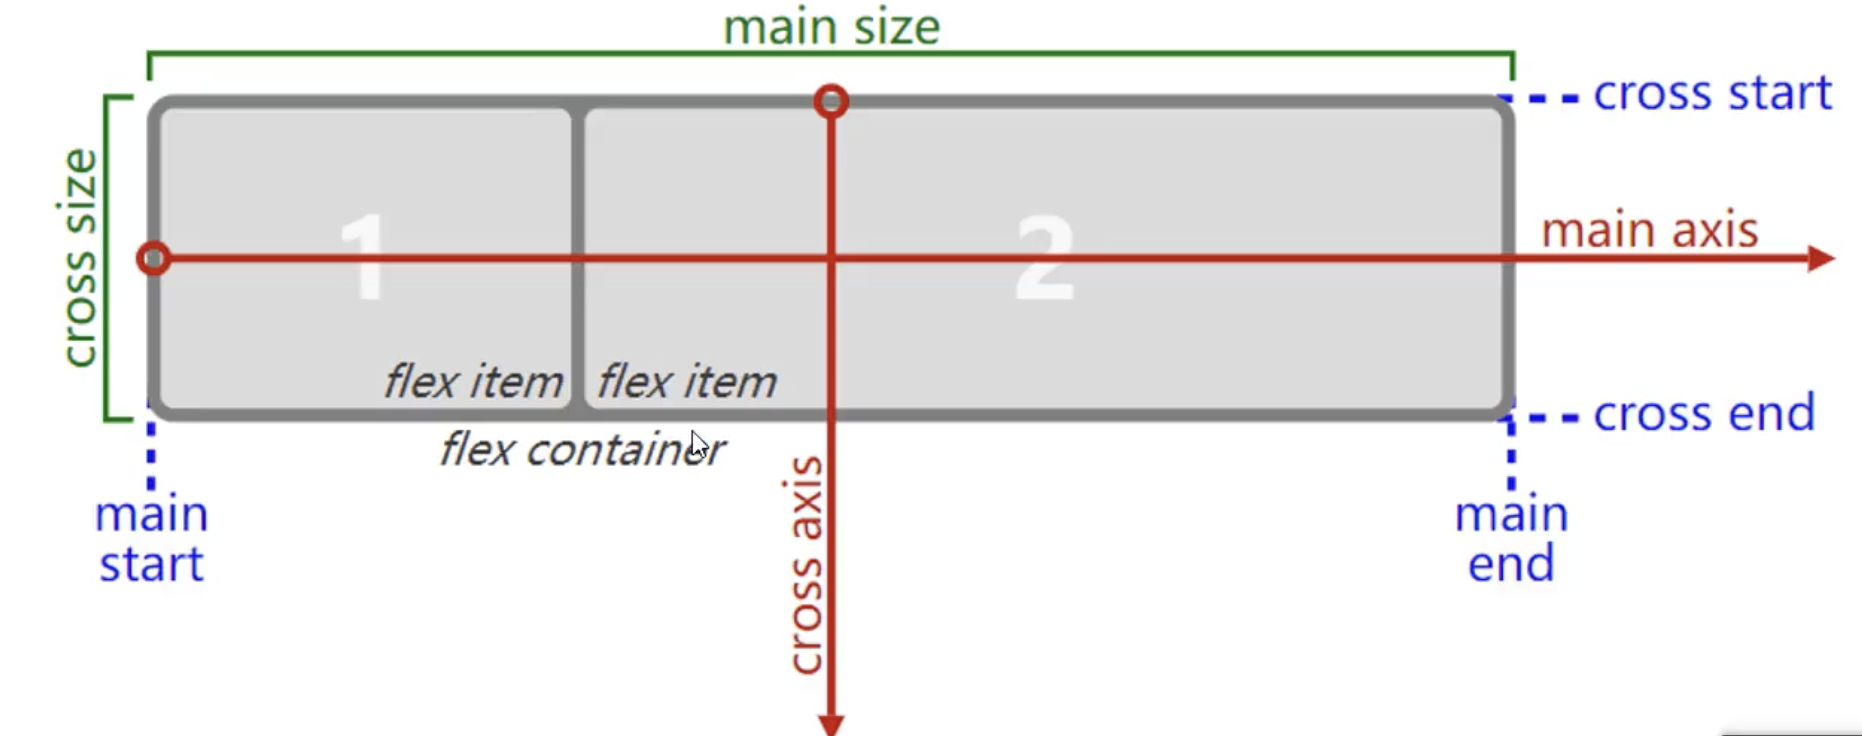 main size
cross start
cross size
1
2
main axis
flex item
flex item
cross end
flex container
main
start
cross axis
main
end